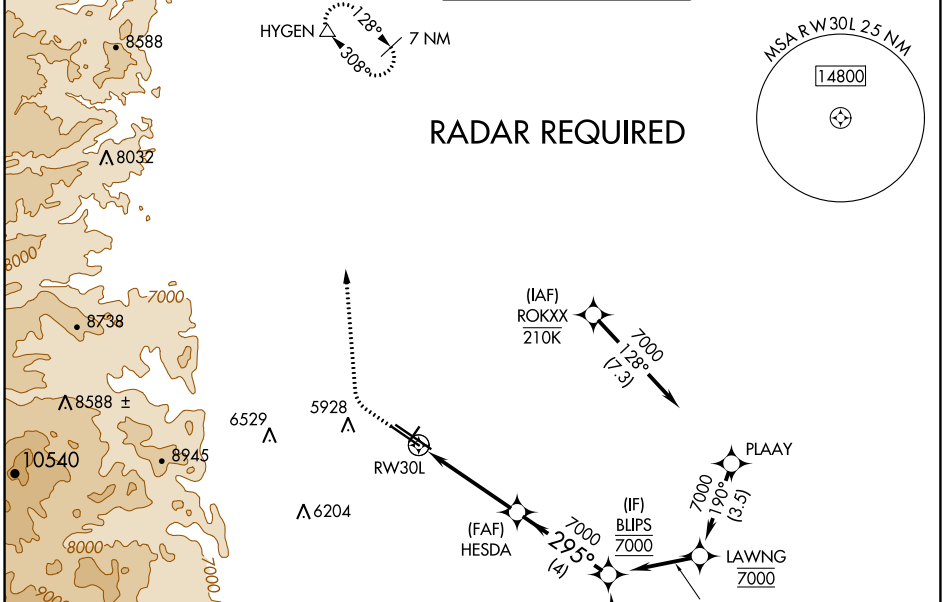 8588
HYGEN
128°
7 NM
308°
MSA RW30L 25 NM
14800
RADAR REQUIRED
8032
8000
7000
8738
(IAF)
ROKXX
210K
7000
128°
(7.3)
8588 ±
6529
5928
10540
8945
RW30L
PLAAY
7000
190°
(3.5)
6204
(FAF)
HESDA
7000
295°
(4)
(IF)
BLIPS
7000
LAWNG
7000
8000
7000
9000